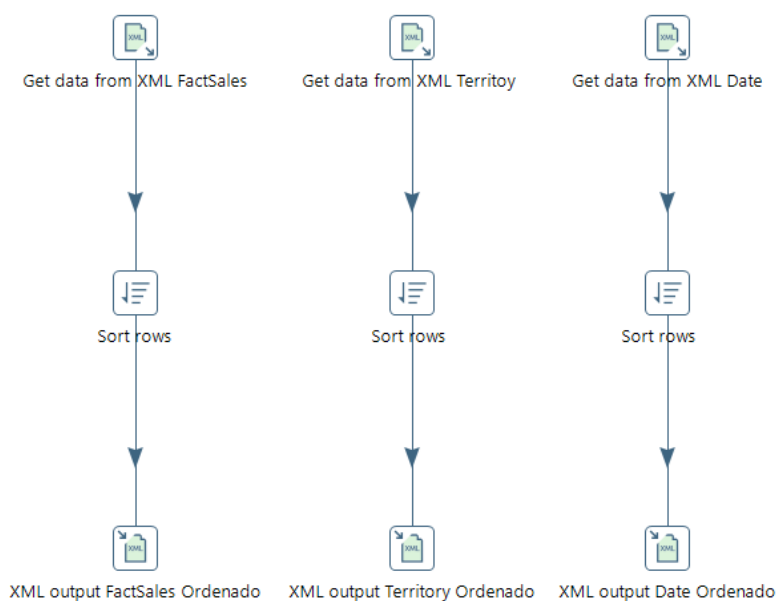 XML XML XML
Get data from XML FactSales Get data from XML Territoy Get data from XML Date
Sort rows Sort rows Sort rows
XML XML XML
XML output FactSales Ordenado XML output Territory Ordenado XML output Date Ordenado